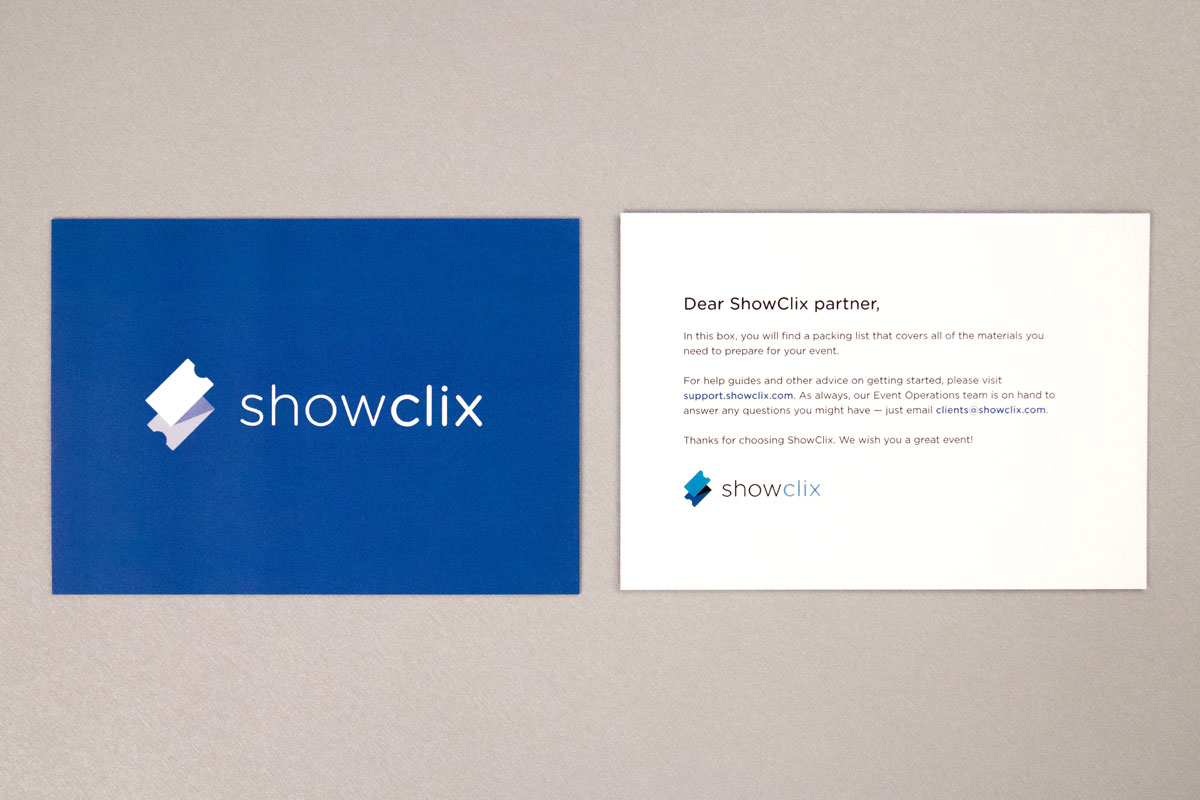 showclix
Dear ShowClix partner,
In this box, you will find a packing list that covers all of the materials you
need to prepare for your event.
For help guides and other advice on getting started, please visit
support.showclix.com. As always, our Event Operations team is on hand to
answer any questions you might have — just email clients@showclix.com.
Thanks for choosing ShowClix. We wish you a great event!
showclix